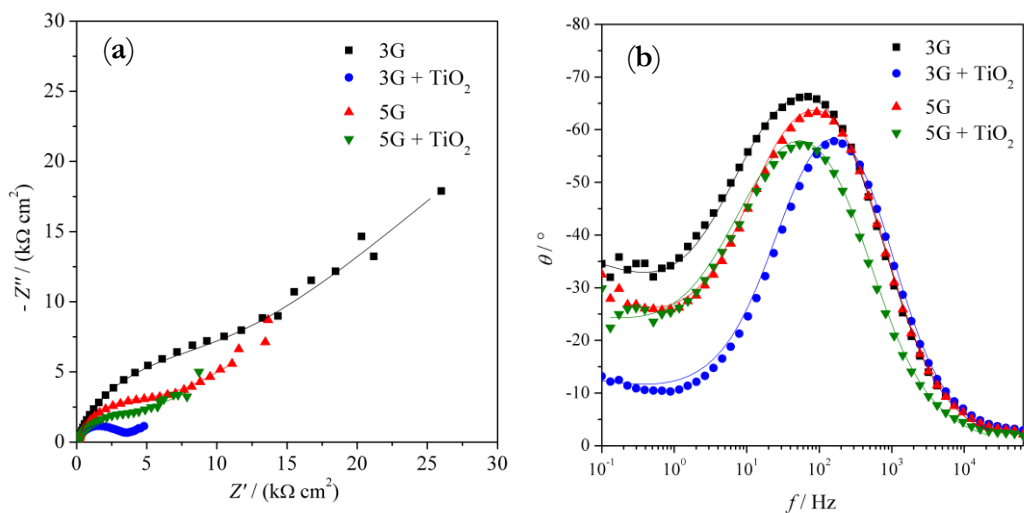 (a)
3G
3G + TiO2
5G
5G + TiO2
30
25
20
15
10
5
0
0 5 10 15 20 25 30
- Z'' / (kΩ cm²)
Z' / (kΩ cm²)
(b)
3G
3G + TiO₂
5G
5G + TiO₂
-80
-70
-60
-50
-40
-30
-20
-10
0
10⁻¹ 10⁰ 10¹ 10² 10³ 10⁴
θ / °
f / Hz